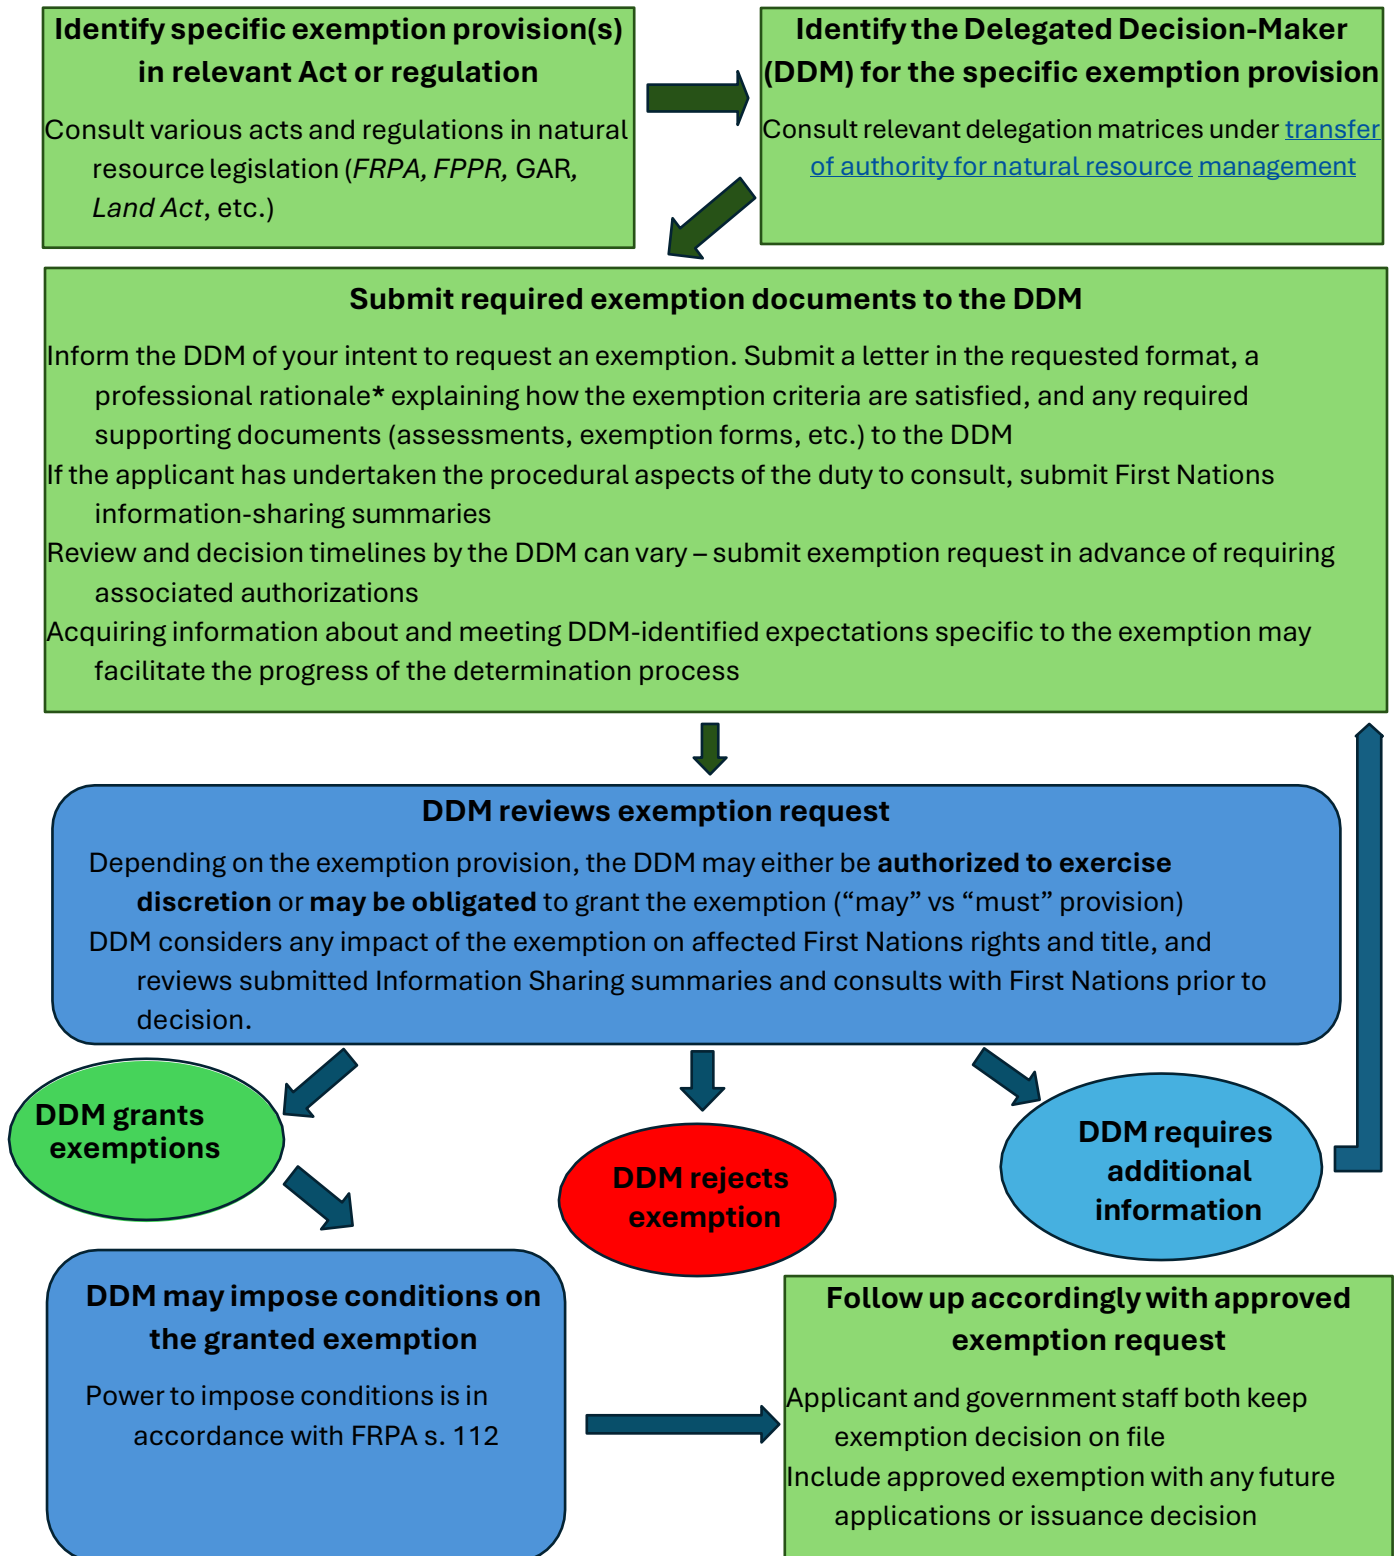 Identify specific exemption provision(s)
in relevant Act or regulation
Consult various acts and regulations in natural
resource legislation (FRPA, FPPR, GAR,
Land Act, etc.)
Identify the Delegated Decision-Maker
(DDM) for the specific exemption provision
Consult relevant delegation matrices under transfer
of authority for natural resource management
Submit required exemption documents to the DDM
Inform the DDM of your intent to request an exemption. Submit a letter in the requested format, a
professional rationale* explaining how the exemption criteria are satisfied, and any required
supporting documents (assessments, exemption forms, etc.) to the DDM
If the applicant has undertaken the procedural aspects of the duty to consult, submit First Nations
information-sharing summaries
Review and decision timelines by the DDM can vary – submit exemption request in advance of requiring
associated authorizations
Acquiring information about and meeting DDM-identified expectations specific to the exemption may
facilitate the progress of the determination process
DDM reviews exemption request
Depending on the exemption provision, the DDM may either be authorized to exercise
discretion or may be obligated to grant the exemption (“may” vs “must” provision)
DDM considers any impact of the exemption on affected First Nations rights and title, and
reviews submitted Information Sharing summaries and consults with First Nations prior to
decision.
DDM grants
exemptions
DDM rejects
exemption
DDM requires
additional
information
DDM may impose conditions on
the granted exemption
Power to impose conditions is in
accordance with FRPA s. 112
Follow up accordingly with approved
exemption request
Applicant and government staff both keep
exemption decision on file
Include approved exemption with any future
applications or issuance decision